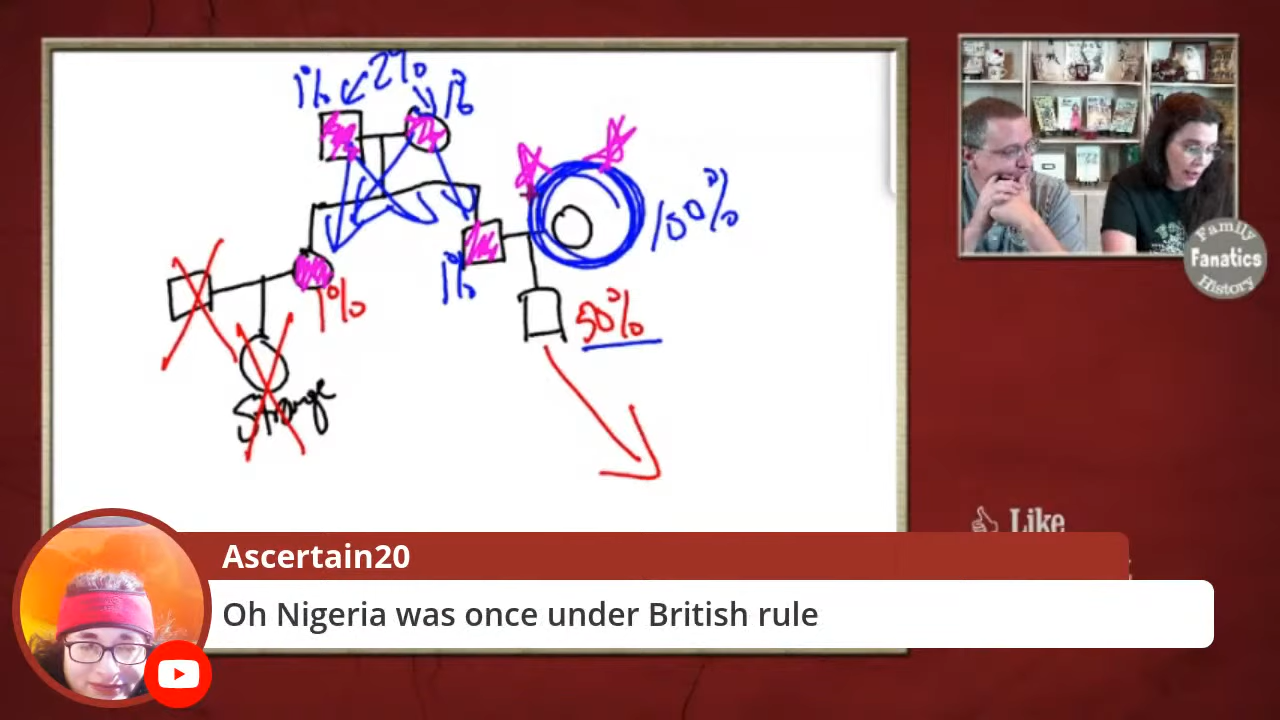 2%
1%
1%
100%
1%
1%
50%
Strange
Family
Fanatics
History
Like
Ascertain20
Oh Nigeria was once under British rule